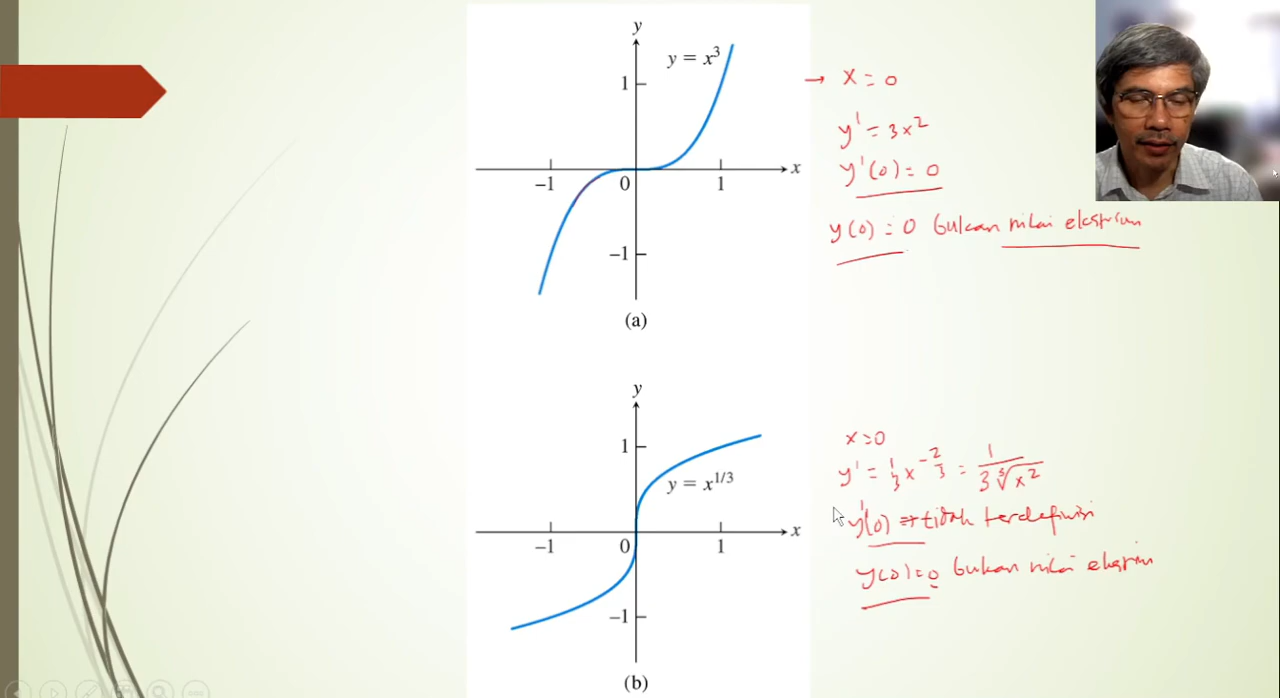 y
y = x³
1
x
−1
0
1
−1
(a)
→ x = 0
y' = 3x²
y'(0) = 0
y(0) = 0 bukan nilai ekstrim
y
1
y = x^{1/3}
x
−1
0
1
−1
(b)
x = 0
y' = 1/3 x^{-2/3} = 1/(3∛x²)
y'(0) ⇒ tidak terdefinisi
y(0) = 0 bukan nilai ekstrim